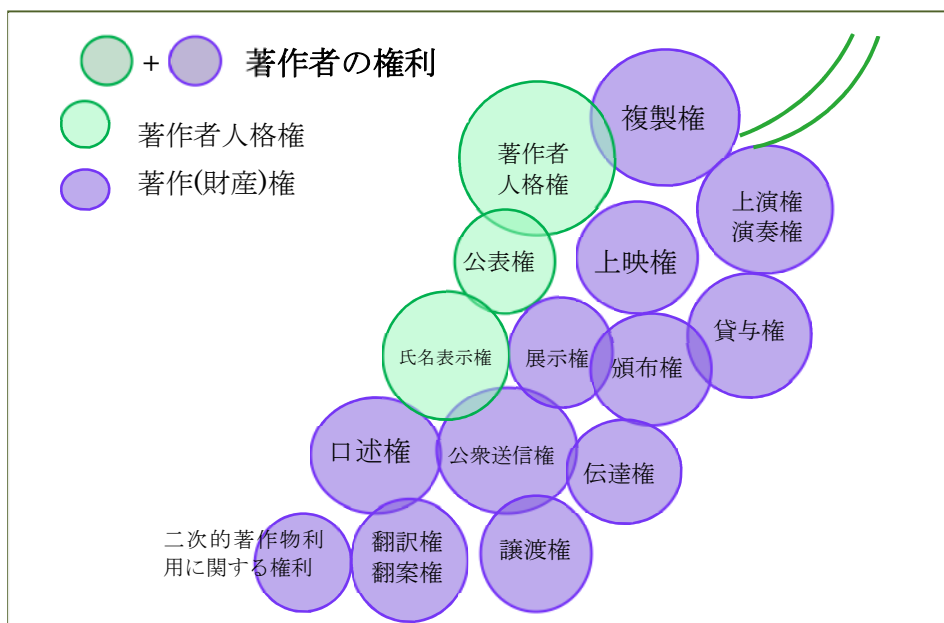 + 著作者の権利
著作者人格権
著作(財産)権
著作者
人格権
複製権
上演権
演奏権
公表権
上映権
氏名表示権
展示権
頒布権
貸与権
口述権
公衆送信権
伝達権
二次的著作物利
用に関する権利
翻訳権
翻案権
譲渡権